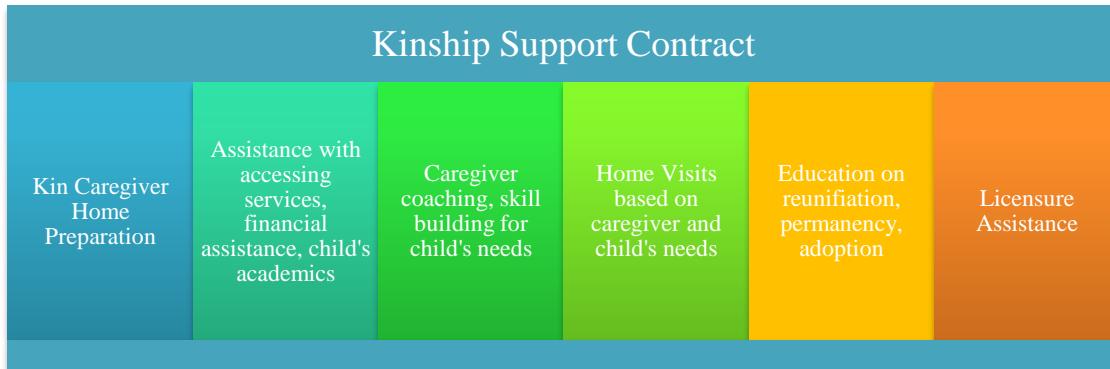 Kinship Support Contract
Kin Caregiver
Home
Preparation
Assistance with
accessing
services,
financial
assistance, child's
academics
Caregiver
coaching, skill
building for
child's needs
Home Visits
based on
caregiver and
child's needs
Education on
reunifiation,
permanency,
adoption
Licensure
Assistance